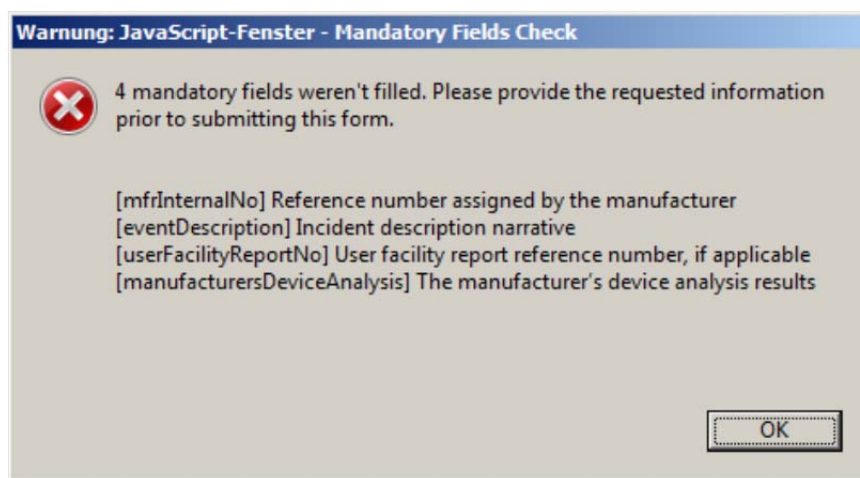 Warnung: JavaScript-Fenster - Mandatory Fields Check
4 mandatory fields weren't filled. Please provide the requested information
prior to submitting this form.
[mfrInternalNo] Reference number assigned by the manufacturer
[eventDescription] Incident description narrative
[userFacilityReportNo] User facility report reference number, if applicable
[manufacturersDeviceAnalysis] The manufacturer's device analysis results
OK